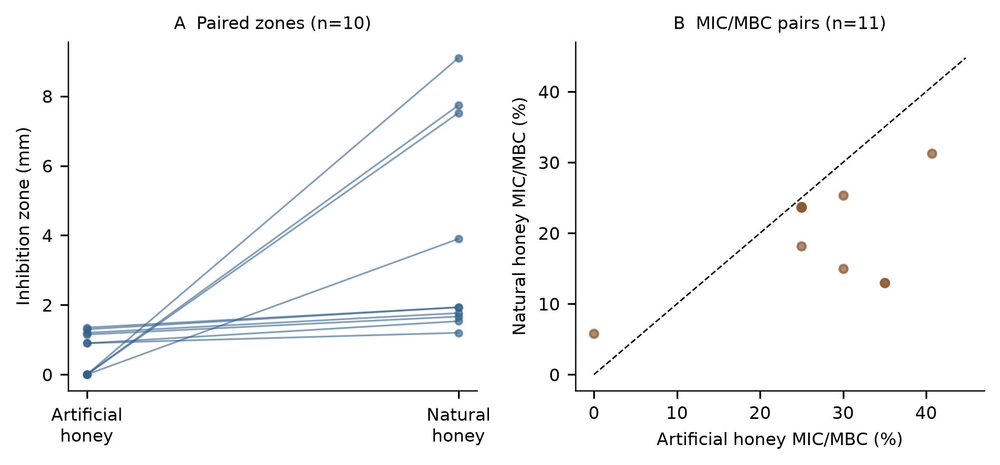 A  Paired zones (n=10)
Inhibition zone (mm)
8
6
4
2
0
Artificial
honey
Natural
honey
B  MIC/MBC pairs (n=11)
Natural honey MIC/MBC (%)
40
30
20
10
0
0
10
20
30
40
Artificial honey MIC/MBC (%)